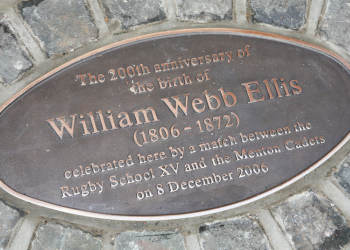 The 200th anniversary of
the birth of
William Webb Ellis
(1806 - 1872)
celebrated here by a match between the
Rugby School XV and the Menton Cadets
on 8 December 2006